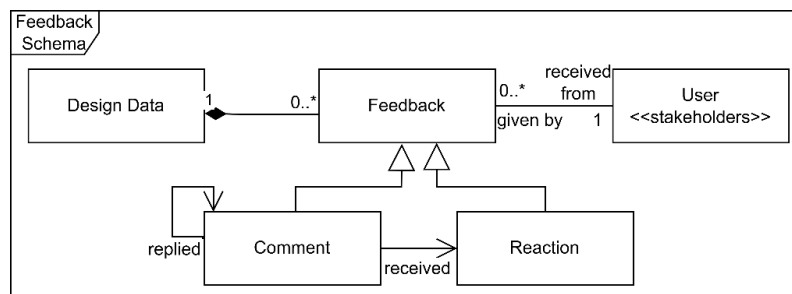 Feedback
Schema
Design Data
1
0..*
Feedback
0..*
given by
received
from
1
User
<<stakeholders>>
replied
Comment
received
Reaction